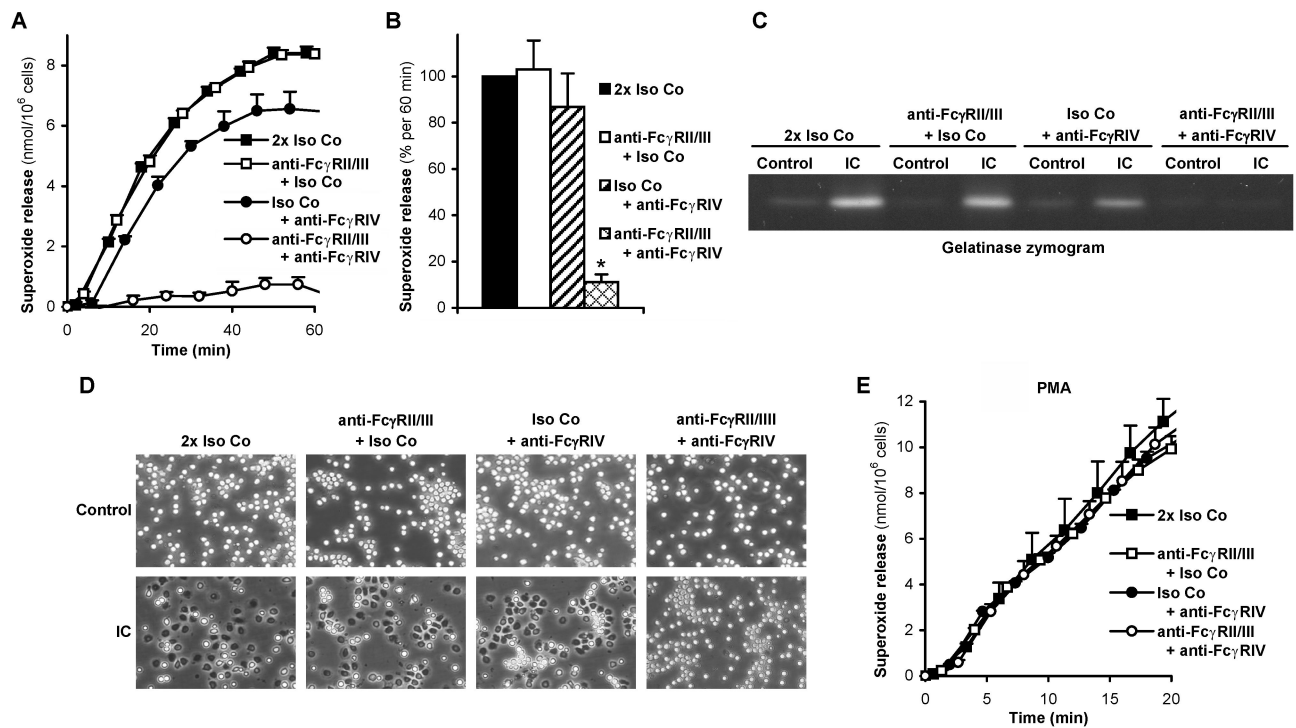 A
Superoxide release (nmol/10⁶ cells)
8
6
4
2
0
0
20
40
60
Time (min)
2x Iso Co
anti-FcγRII/III
+ Iso Co
Iso Co
+ anti-FcγRIV
anti-FcγRII/III
+ anti-FcγRIV
B
Superoxide release (% per 60 min)
100
80
60
40
20
0
*
2x Iso Co
anti-FcγRII/III
+ Iso Co
Iso Co
+ anti-FcγRIV
anti-FcγRII/III
+ anti-FcγRIV
C
2x Iso Co
anti-FcγRII/III
+ Iso Co
Iso Co
+ anti-FcγRIV
anti-FcγRII/III
+ anti-FcγRIV
Control IC Control IC Control IC Control IC
Gelatinase zymogram
D
2x Iso Co
anti-FcγRII/III
+ Iso Co
Iso Co
+ anti-FcγRIV
anti-FcγRII/IIII
+ anti-FcγRIV
Control
IC
E
PMA
Superoxide release (nmol/10⁶ cells)
12
10
8
6
4
2
0
0
5
10
15
20
Time (min)
2x Iso Co
anti-FcγRII/III
+ Iso Co
Iso Co
+ anti-FcγRIV
anti-FcγRII/III
+ anti-FcγRIV